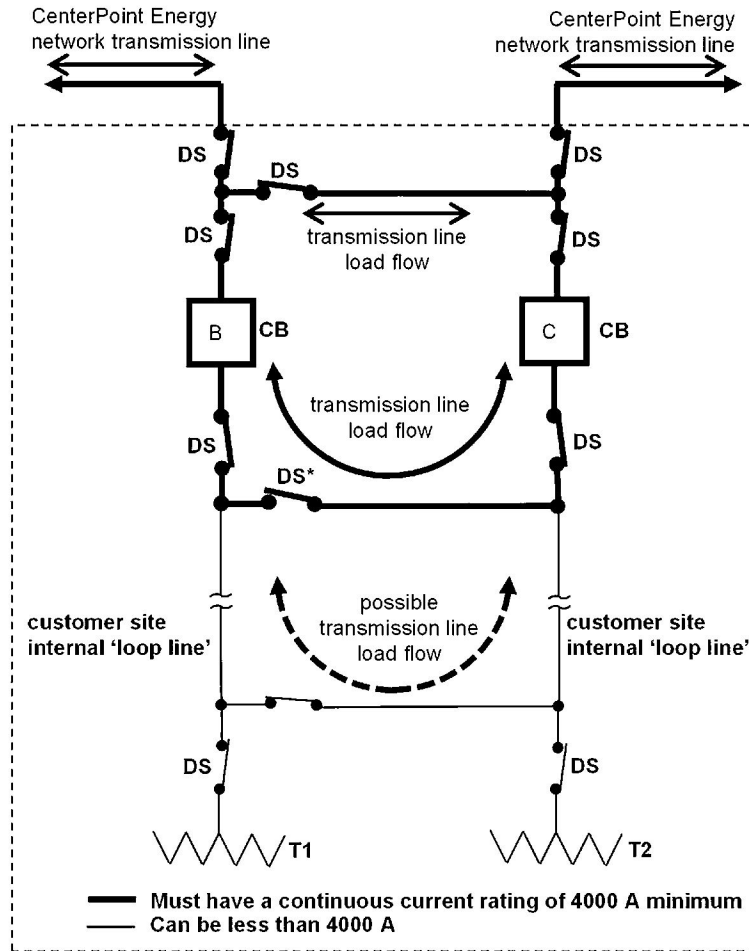 CenterPoint Energy
network transmission line
CenterPoint Energy
network transmission line
DS
DS
DS
DS
DS
transmission line
load flow
B
CB
C
CB
transmission line
load flow
DS
DS
DS*
customer site
internal 'loop line'
possible
transmission line
load flow
customer site
internal 'loop line'
DS
DS
T1
T2
Must have a continuous current rating of 4000 A minimum
Can be less than 4000 A